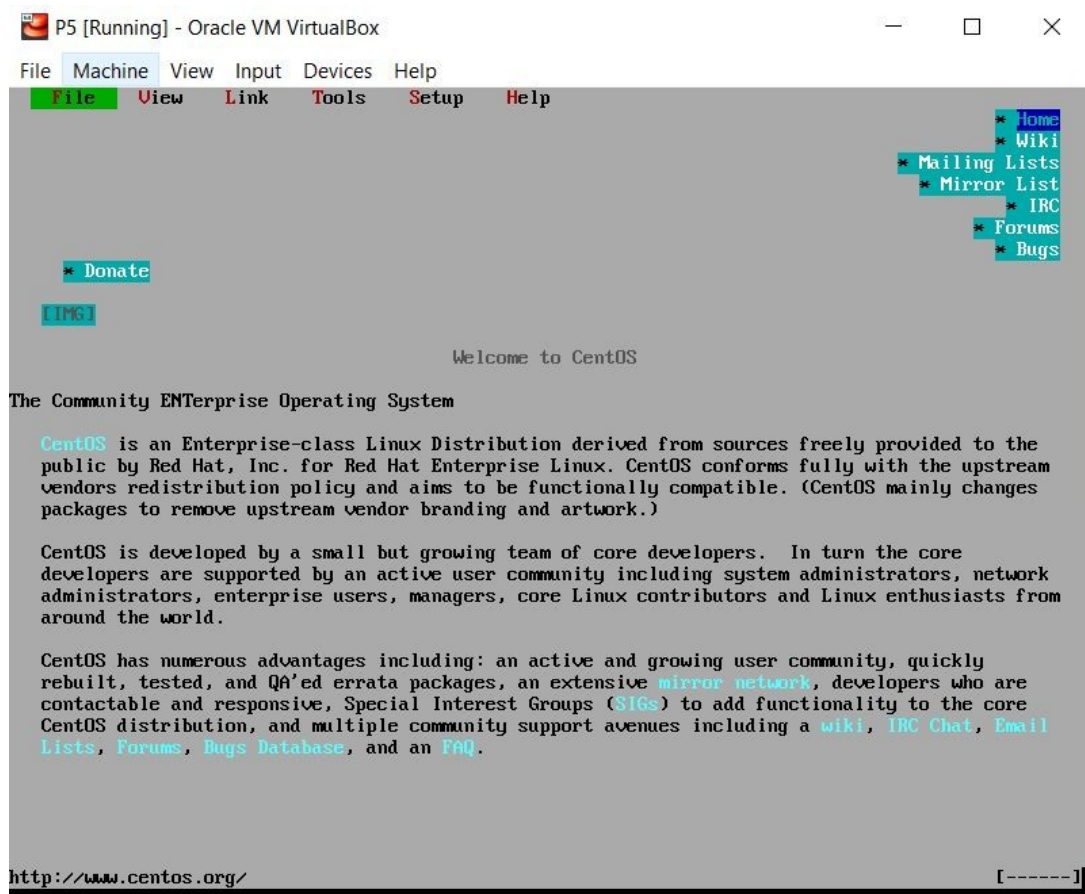 P5 [Running] - Oracle VM VirtualBox
File Machine View Input Devices Help
File View Link Tools Setup Help
* Home
* Wiki
* Mailing Lists
* Mirror List
* IRC
* Forums
* Bugs
* Donate
[IMG]
Welcome to CentOS
The Community ENTerprise Operating System
CentOS is an Enterprise-class Linux Distribution derived from sources freely provided to the
public by Red Hat, Inc. for Red Hat Enterprise Linux. CentOS conforms fully with the upstream
vendors redistribution policy and aims to be functionally compatible. (CentOS mainly changes
packages to remove upstream vendor branding and artwork.)
CentOS is developed by a small but growing team of core developers.  In turn the core
developers are supported by an active user community including system administrators, network
administrators, enterprise users, managers, core Linux contributors and Linux enthusiasts from
around the world.
CentOS has numerous advantages including: an active and growing user community, quickly
rebuilt, tested, and QA'ed errata packages, an extensive mirror network, developers who are
contactable and responsive, Special Interest Groups (SIGs) to add functionality to the core
CentOS distribution, and multiple community support avenues including a wiki, IRC Chat, Email
Lists, Forums, Bugs Database, and an FAQ.
http://www.centos.org/ [------]